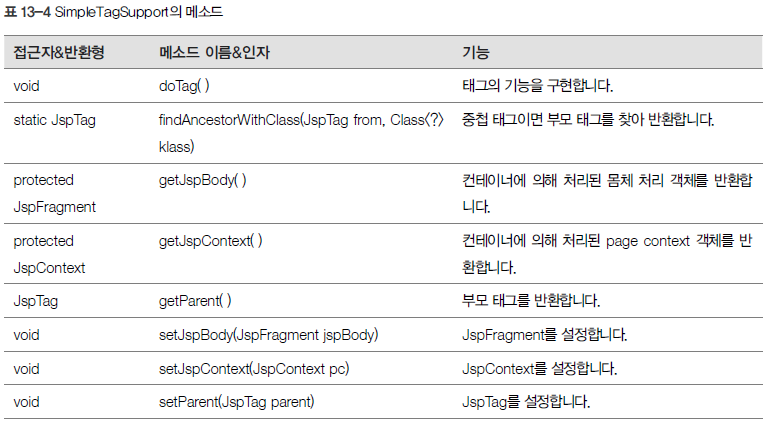 표 13-4 SimpleTagSupport의 메소드
접근자&반환형 메소드 이름&인자 기능
void doTag( ) 태그의 기능을 구현합니다.
static JspTag findAncestorWithClass(JspTag from, Class<?> 중첩 태그이면 부모 태그를 찾아 반환합니다.
klass)
protected getJspBody( ) 컨테이너에 의해 처리된 몸체 처리 객체를 반환합
JspFragment 니다.
protected getJspContext( ) 컨테이너에 의해 처리된 page context 객체를 반
JspContext 환합니다.
JspTag getParent( ) 부모 태그를 반환합니다.
void setJspBody(JspFragment jspBody) JspFragment를 설정합니다.
void setJspContext(JspContext pc) JspContext를 설정합니다.
void setParent(JspTag parent) JspTag를 설정합니다.